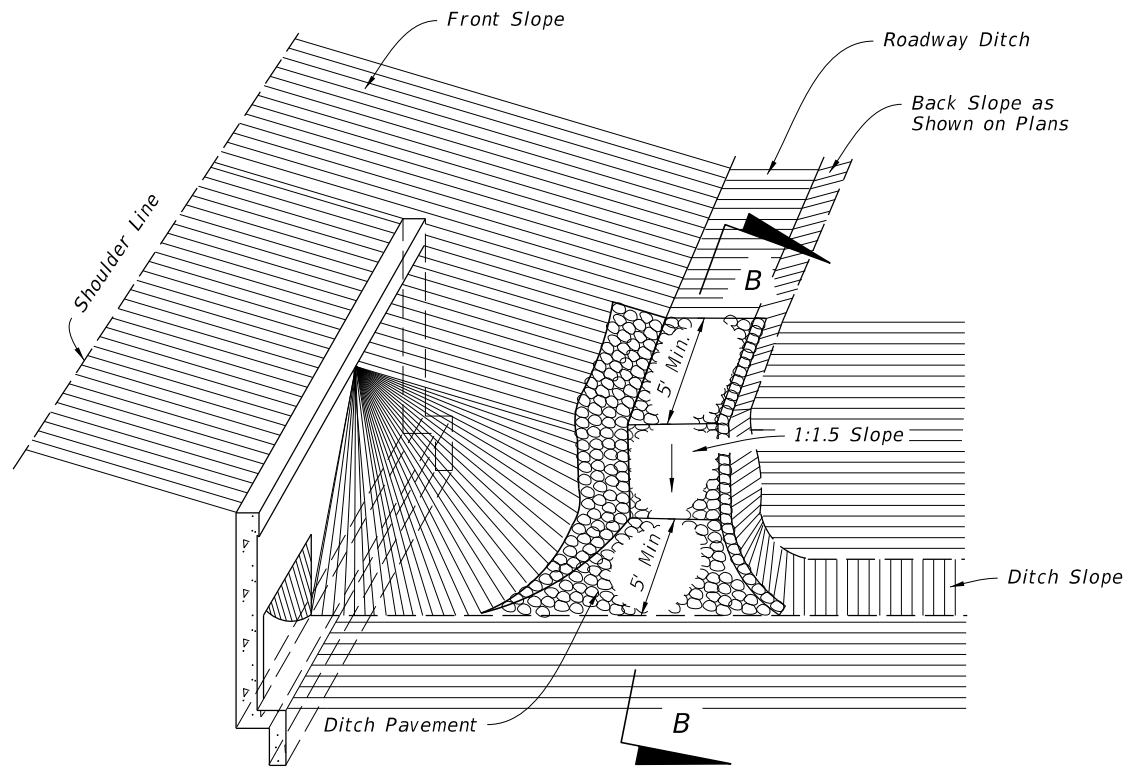 Front Slope
Roadway Ditch
Back Slope as
Shown on Plans
Shoulder Line
B
5' Min.
1:1.5 Slope
5' Min
Ditch Slope
Ditch Pavement
B